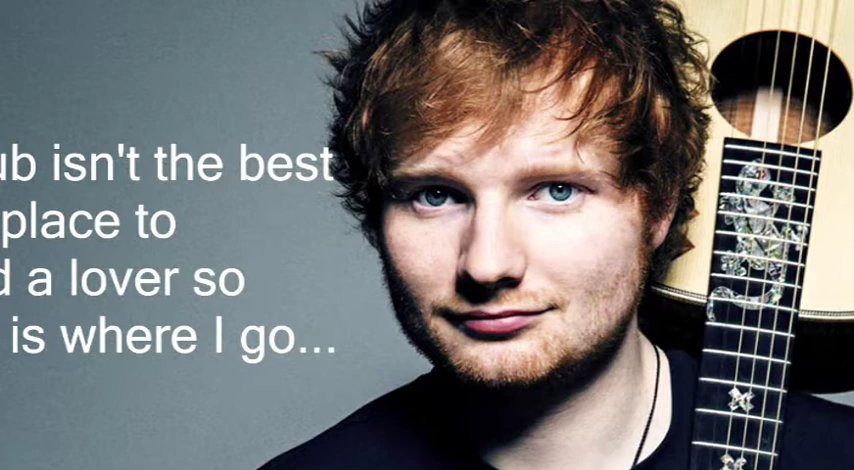 ub isn't the best
place to
d a lover so
is where I go...